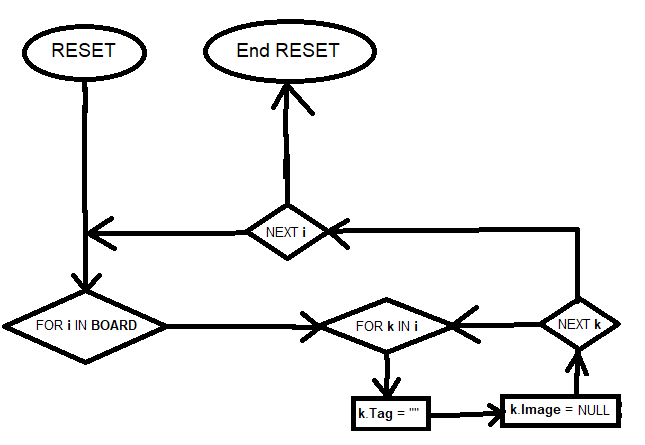 RESET
End RESET
NEXT i
FOR i IN BOARD
FOR k IN i
NEXT k
k.Tag = ""
k.Image = NULL